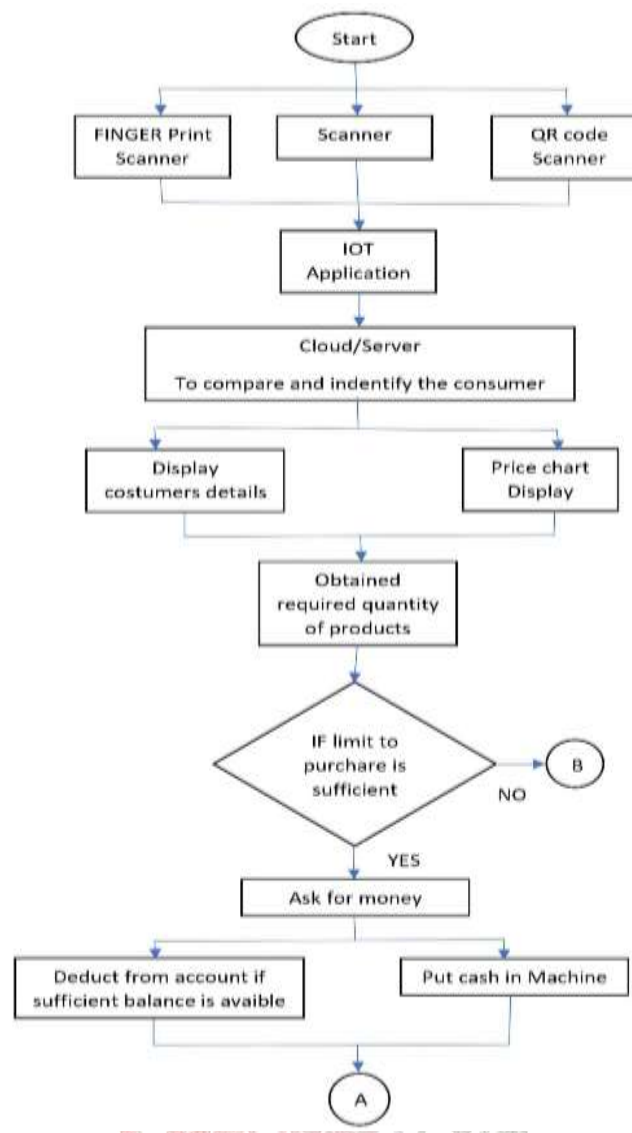 Start
FINGER Print
Scanner
Scanner
QR code
Scanner
IOT
Application
Cloud/Server
To compare and indentify the consumer
Display
costumers details
Price chart
Display
Obtained
required quantity
of products
IF limit to
purchare is
sufficient
B
NO
YES
Ask for money
Deduct from account if
sufficient balance is avaible
Put cash in Machine
A